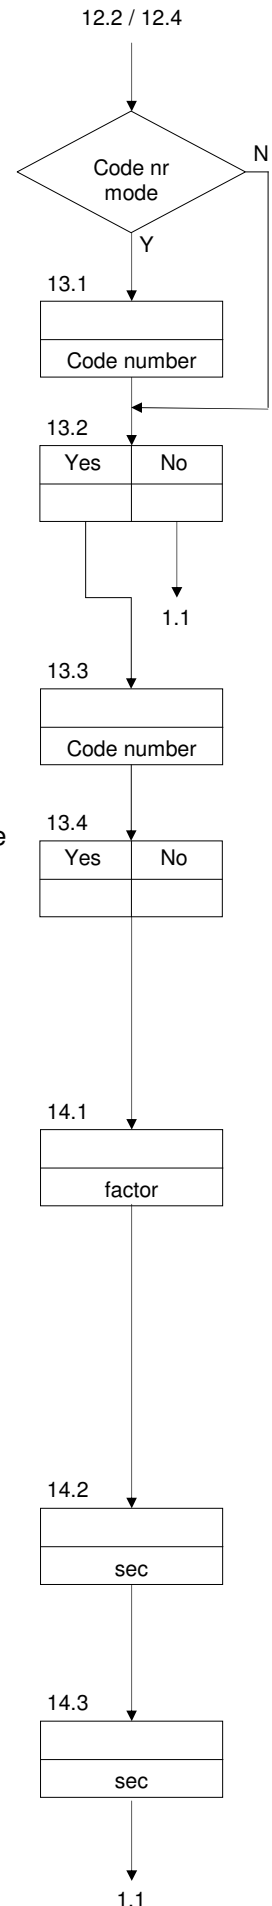 12.2 / 12.4
Code nr
mode
N
Y
13.1
Code number
13.2
Yes No
1.1
13.3
Code number
13.4
e
Yes No
14.1
factor
14.2
sec
14.3
sec
1.1